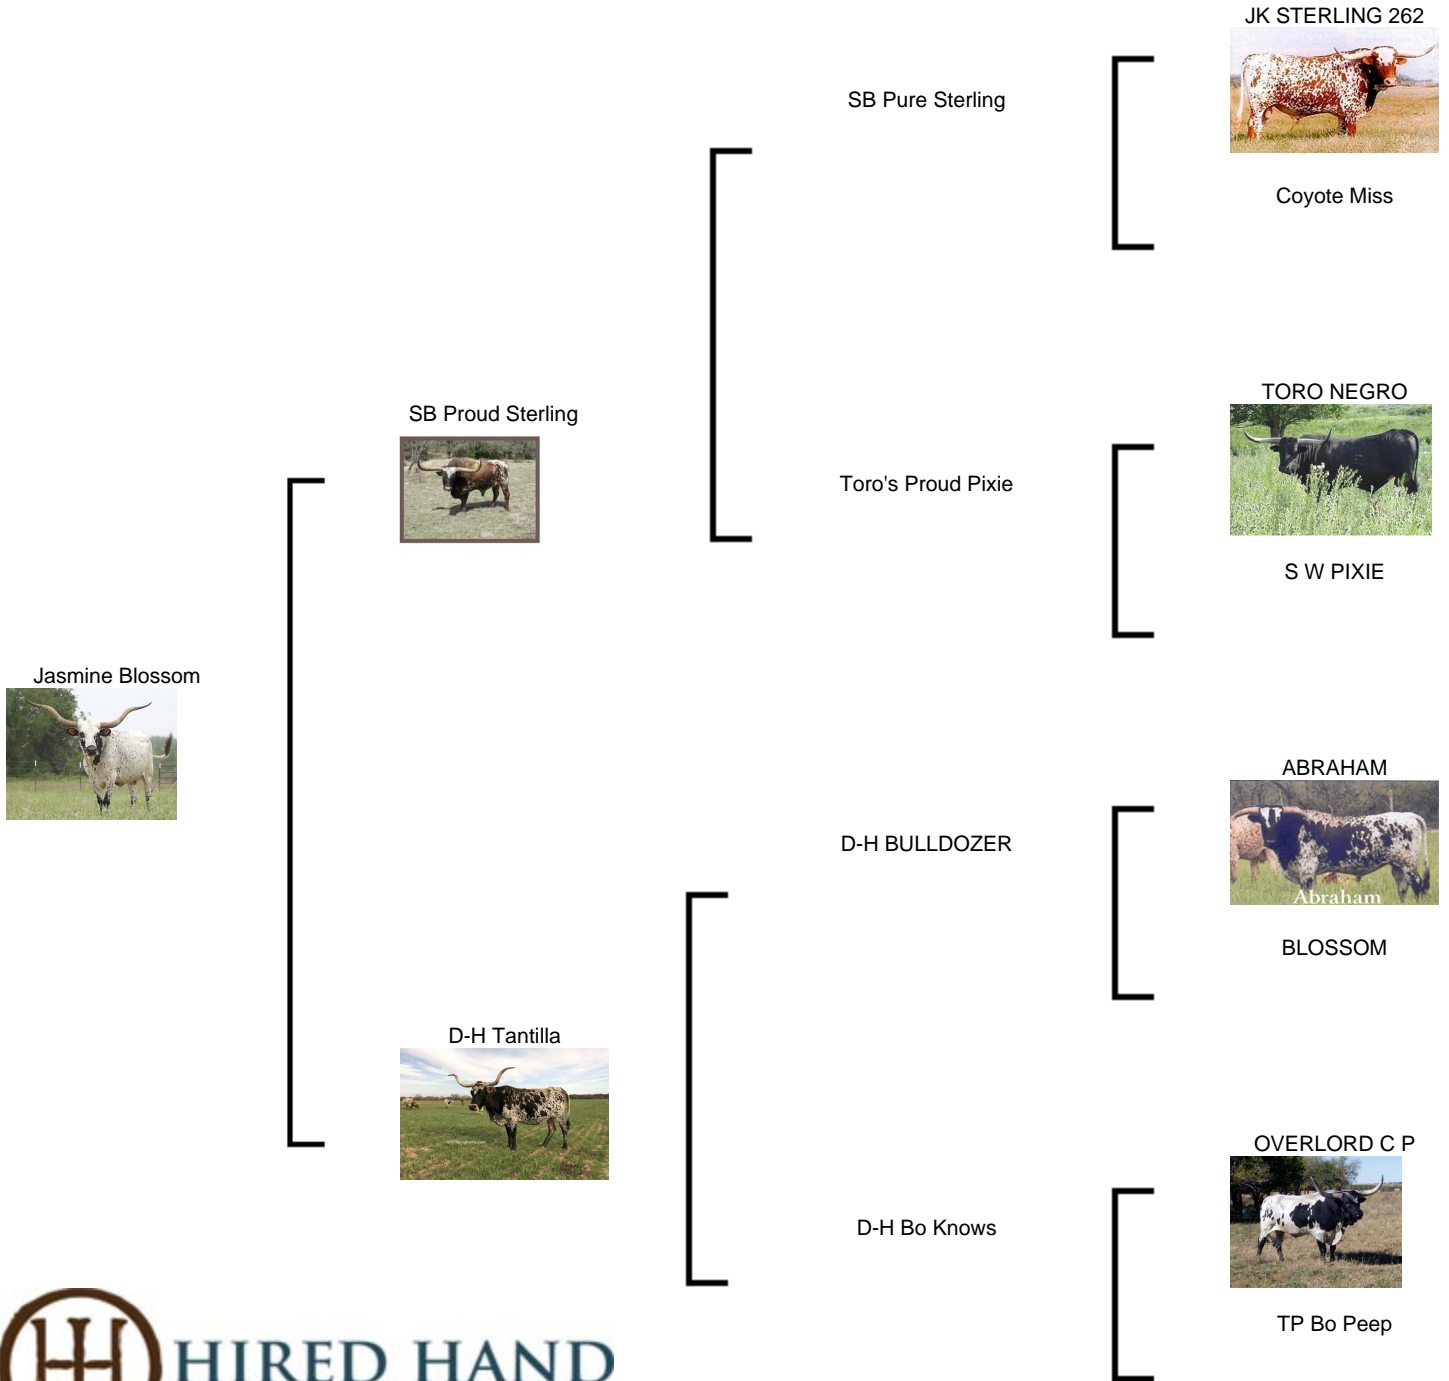 JK STERLING 262
SB Pure Sterling
Coyote Miss
SB Proud Sterling
TORO NEGRO
Toro's Proud Pixie
S W PIXIE
Jasmine Blossom
ABRAHAM
D-H BULLDOZER
Abraham
BLOSSOM
D-H Tantilla
OVERLORD C P
D-H Bo Knows
TP Bo Peep
HIRED HAND